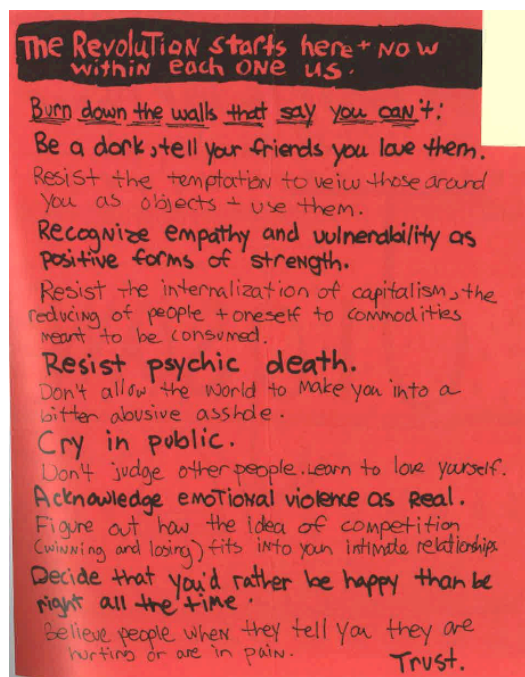 The Revolution starts here + NOW
within each one us.
Burn down the walls that say you can't:
Be a dork, tell your friends you love them.
Resist the temptation to veiw those around
you as objects + use them.
Recognize empathy and vulnerability as
positive forms of strength.
Resist the internalization of capitalism, the
reducing of people + oneself to commodities
meant to be consumed.
Resist psychic death.
Don't allow the world to make you into a
bitter abusive asshole.
Cry in public.
Don't judge other people. Learn to love yourself.
Acknowledge emotional violence as Real.
Figure out how the idea of competition
(winning and losing) fits into your intimate relationships
Decide that you'd rather be happy than be
right all the time.
Believe people when they tell you they are
hurting or are in pain.
Trust.